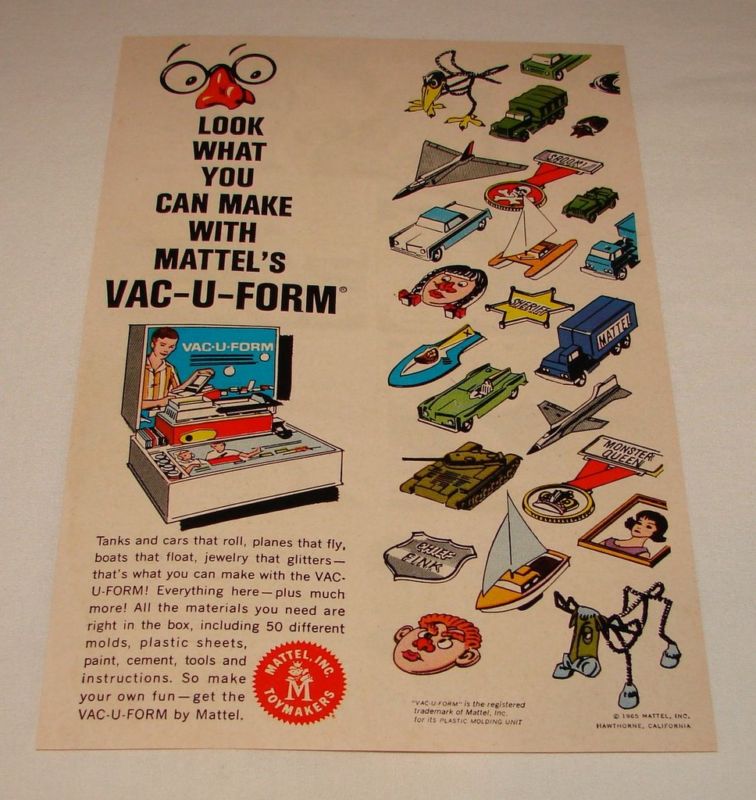 LOOK
WHAT
YOU
CAN MAKE
WITH
MATTEL'S
VAC-U-FORM®
VAC-U-FORM
Tanks and cars that roll, planes that fly,
boats that float, jewelry that glitters—
that's what you can make with the VAC-
U-FORM! Everything here—plus much
more! All the materials you need are
right in the box, including 50 different
molds, plastic sheets,
paint, cement, tools and
instructions. So make
your own fun—get the
VAC-U-FORM by Mattel.
MATTEL, INC.
M
TOYMAKERS
SPOOK!
SHERIFF
MATTEL
MONSTER
QUEEN
CHIEF
FINK
"VAC-U-FORM" is the registered
trademark of Mattel, Inc.
for its PLASTIC MOLDING UNIT
© 1965 MATTEL, INC.
HAWTHORNE, CALIFORNIA